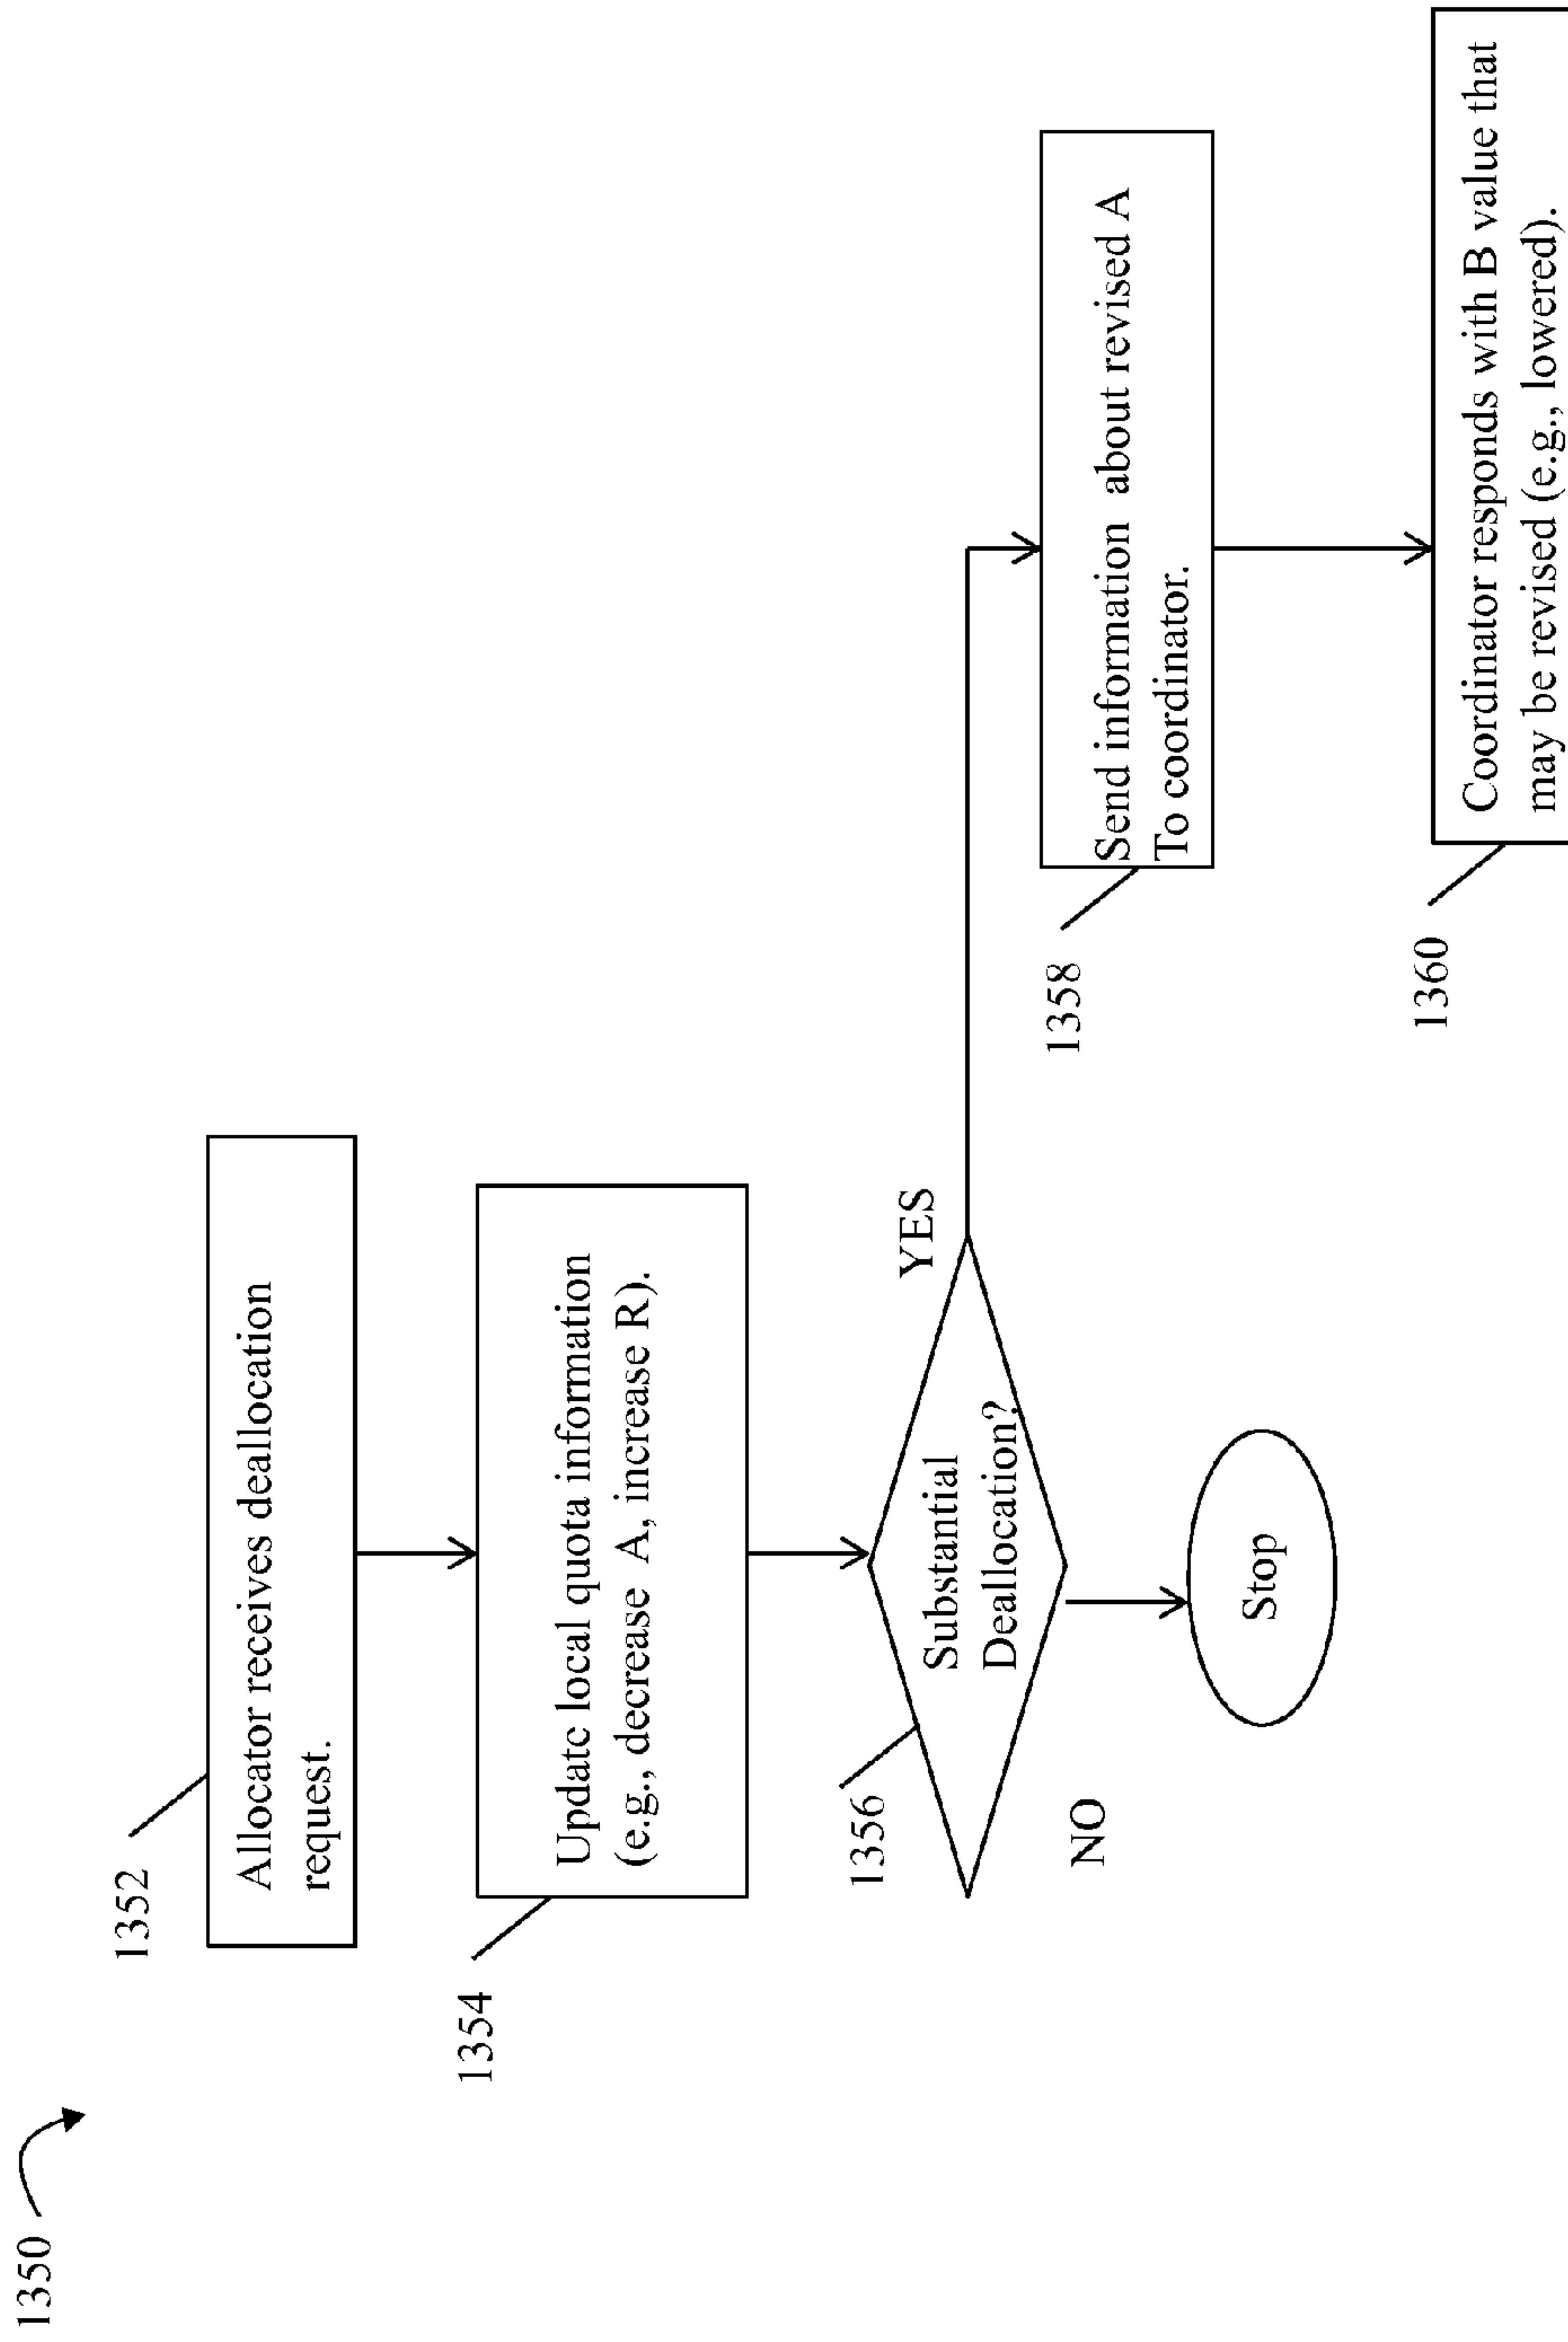 1350
1352
Allocator receives deallocation
request.
1354
Update local quota information
(e.g., decrease A, increase R).
1356
Substantial
Deallocation?
YES
NO
Stop
1358
Send information about revised A
To coordinator.
1360
Coordinator responds with B value that
may be revised (e.g., lowered).